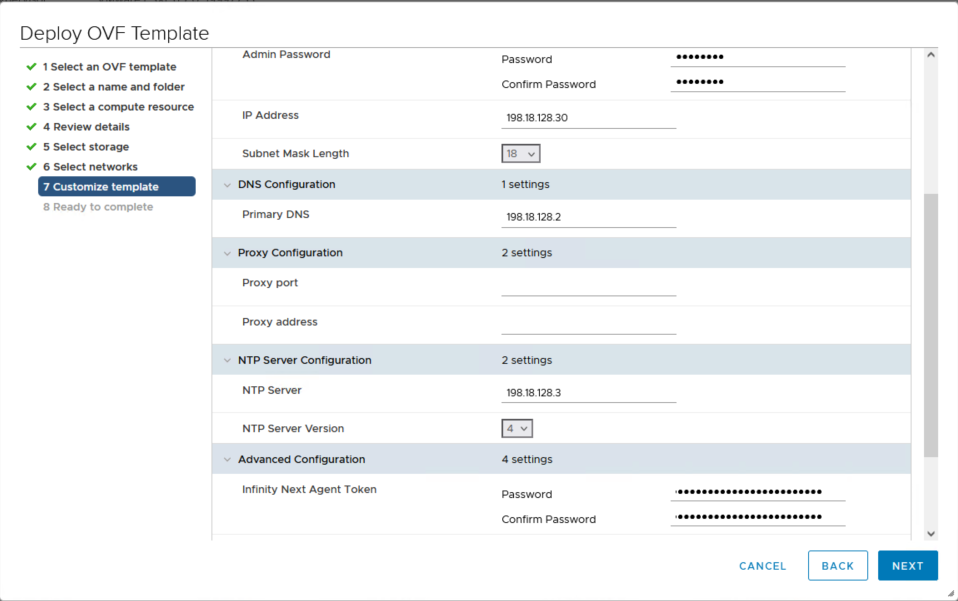 Deploy OVF Template
1 Select an OVF template
2 Select a name and folder
3 Select a compute resource
4 Review details
5 Select storage
6 Select networks
7 Customize template
8 Ready to complete
Admin Password
Password ••••••••
Confirm Password ••••••••
IP Address 198.18.128.30
Subnet Mask Length 18
DNS Configuration 1 settings
Primary DNS 198.18.128.2
Proxy Configuration 2 settings
Proxy port
Proxy address
NTP Server Configuration 2 settings
NTP Server 198.18.128.3
NTP Server Version 4
Advanced Configuration 4 settings
Infinity Next Agent Token
Password ••••••••••••••••••••••••
Confirm Password ••••••••••••••••••••••••
CANCEL BACK NEXT